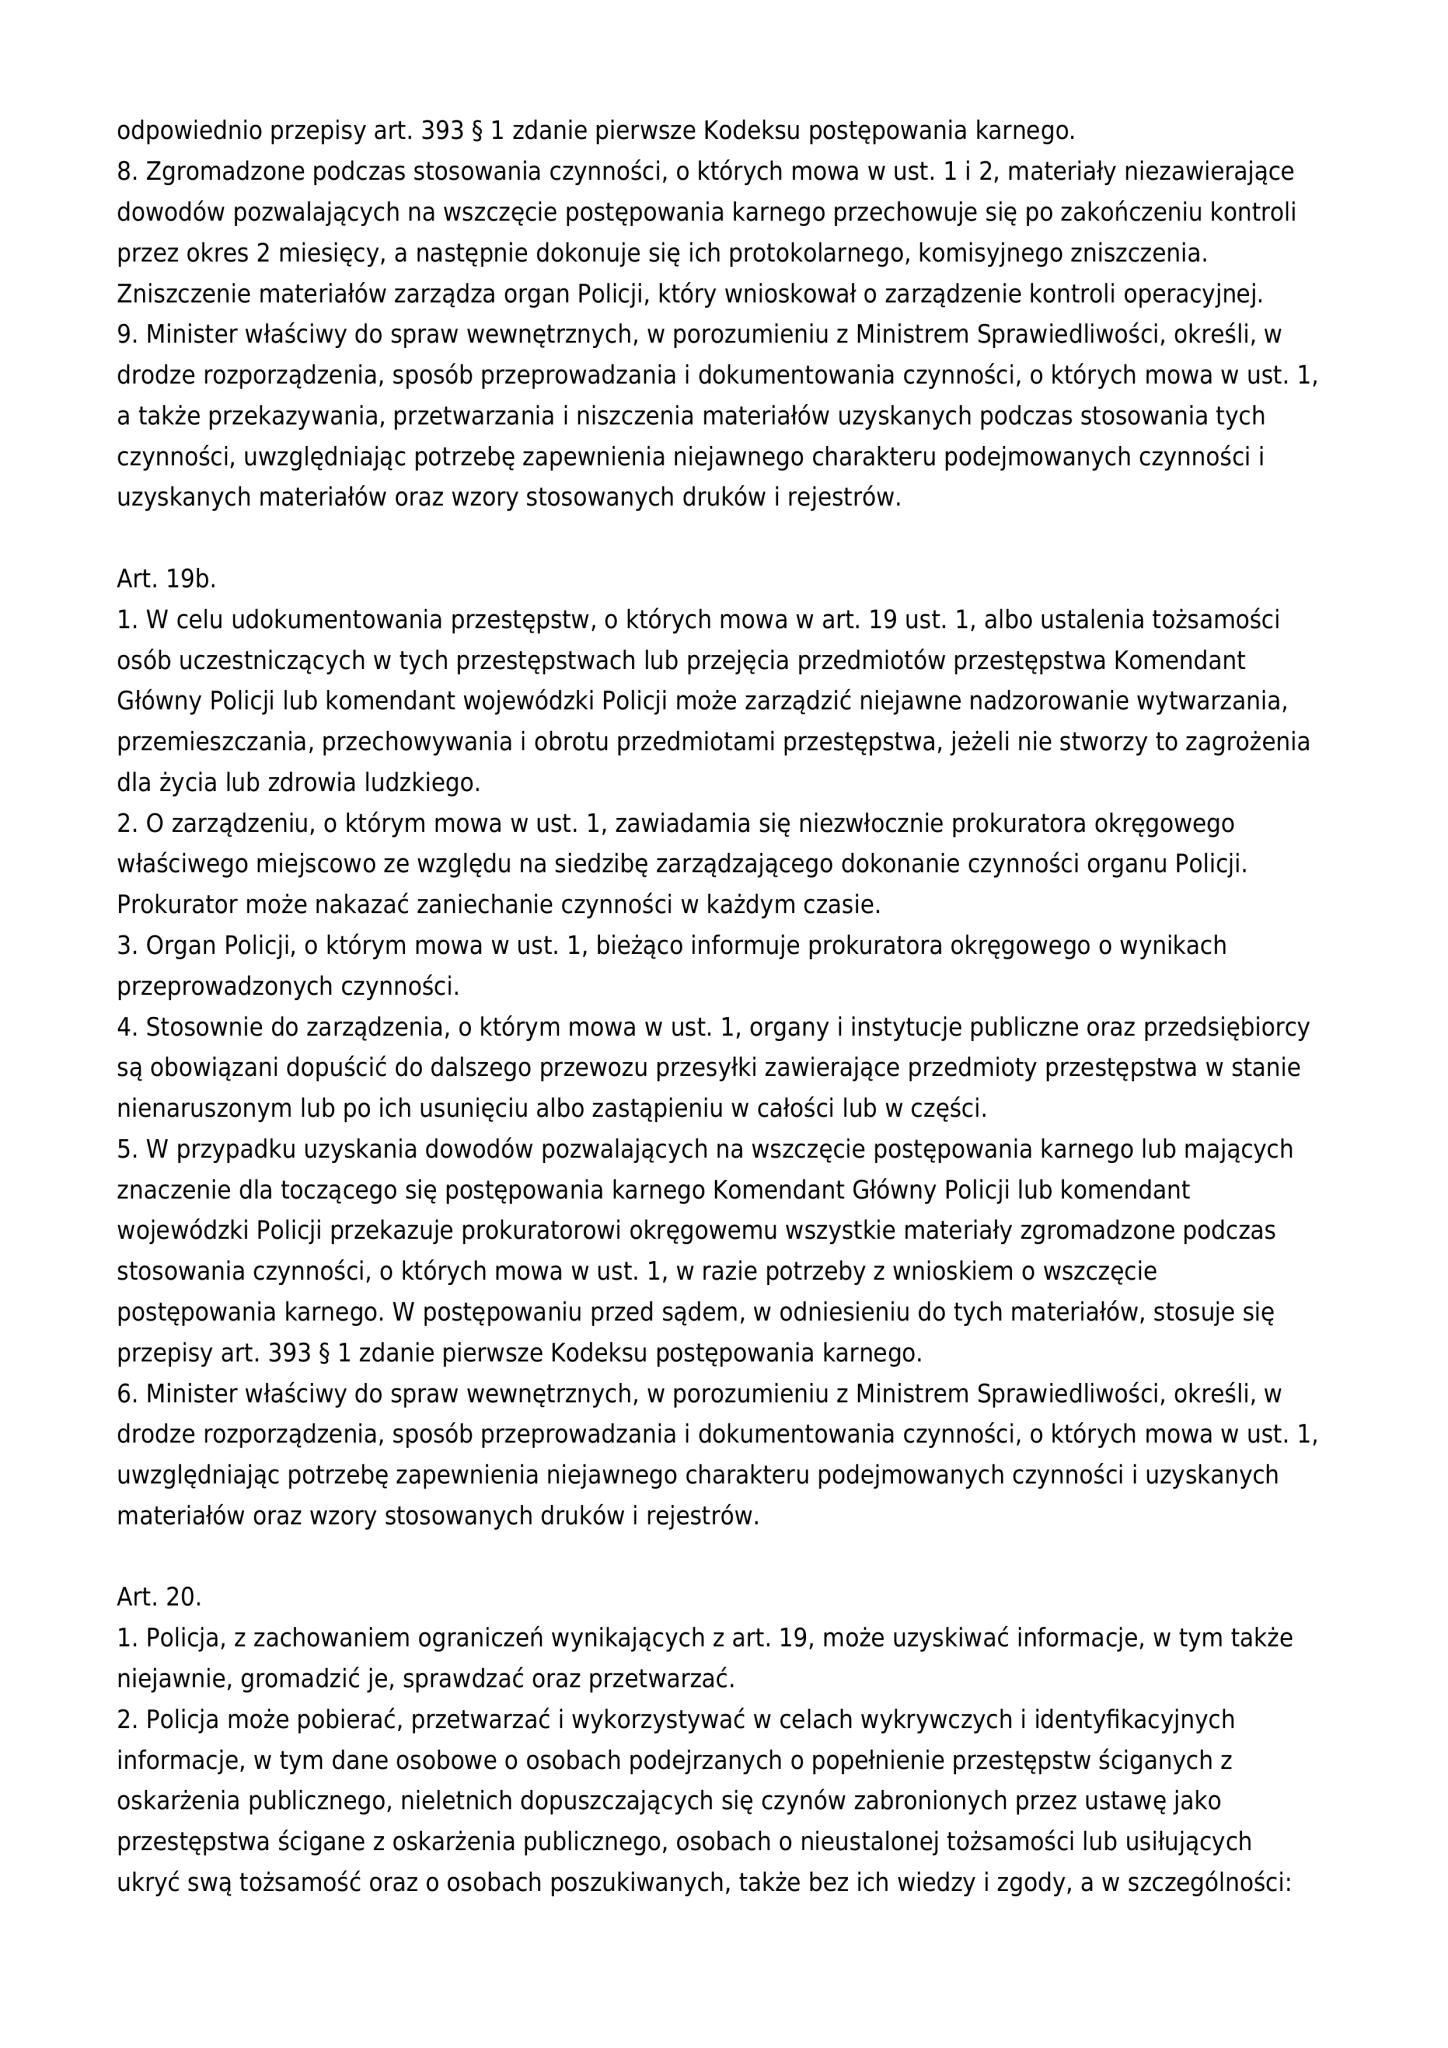 odpowiednio przepisy art. 393 § 1 zdanie pierwsze Kodeksu postępowania karnego.
8. Zgromadzone podczas stosowania czynności, o których mowa w ust. 1 i 2, materiały niezawierające
dowodów pozwalających na wszczęcie postępowania karnego przechowuje się po zakończeniu kontroli
przez okres 2 miesięcy, a następnie dokonuje się ich protokolarnego, komisyjnego zniszczenia.
Zniszczenie materiałów zarządza organ Policji, który wnioskował o zarządzenie kontroli operacyjnej.
9. Minister właściwy do spraw wewnętrznych, w porozumieniu z Ministrem Sprawiedliwości, określi, w
drodze rozporządzenia, sposób przeprowadzania i dokumentowania czynności, o których mowa w ust. 1,
a także przekazywania, przetwarzania i niszczenia materiałów uzyskanych podczas stosowania tych
czynności, uwzględniając potrzebę zapewnienia niejawnego charakteru podejmowanych czynności i
uzyskanych materiałów oraz wzory stosowanych druków i rejestrów.
Art. 19b.
1. W celu udokumentowania przestępstw, o których mowa w art. 19 ust. 1, albo ustalenia tożsamości
osób uczestniczących w tych przestępstwach lub przejęcia przedmiotów przestępstwa Komendant
Główny Policji lub komendant wojewódzki Policji może zarządzić niejawne nadzorowanie wytwarzania,
przemieszczania, przechowywania i obrotu przedmiotami przestępstwa, jeżeli nie stworzy to zagrożenia
dla życia lub zdrowia ludzkiego.
2. O zarządzeniu, o którym mowa w ust. 1, zawiadamia się niezwłocznie prokuratora okręgowego
właściwego miejscowo ze względu na siedzibę zarządzającego dokonanie czynności organu Policji.
Prokurator może nakazać zaniechanie czynności w każdym czasie.
3. Organ Policji, o którym mowa w ust. 1, bieżąco informuje prokuratora okręgowego o wynikach
przeprowadzonych czynności.
4. Stosownie do zarządzenia, o którym mowa w ust. 1, organy i instytucje publiczne oraz przedsiębiorcy
są obowiązani dopuścić do dalszego przewozu przesyłki zawierające przedmioty przestępstwa w stanie
nienaruszonym lub po ich usunięciu albo zastąpieniu w całości lub w części.
5. W przypadku uzyskania dowodów pozwalających na wszczęcie postępowania karnego lub mających
znaczenie dla toczącego się postępowania karnego Komendant Główny Policji lub komendant
wojewódzki Policji przekazuje prokuratorowi okręgowemu wszystkie materiały zgromadzone podczas
stosowania czynności, o których mowa w ust. 1, w razie potrzeby z wnioskiem o wszczęcie
postępowania karnego. W postępowaniu przed sądem, w odniesieniu do tych materiałów, stosuje się
przepisy art. 393 § 1 zdanie pierwsze Kodeksu postępowania karnego.
6. Minister właściwy do spraw wewnętrznych, w porozumieniu z Ministrem Sprawiedliwości, określi, w
drodze rozporządzenia, sposób przeprowadzania i dokumentowania czynności, o których mowa w ust. 1,
uwzględniając potrzebę zapewnienia niejawnego charakteru podejmowanych czynności i uzyskanych
materiałów oraz wzory stosowanych druków i rejestrów.
Art. 20.
1. Policja, z zachowaniem ograniczeń wynikających z art. 19, może uzyskiwać informacje, w tym także
niejawnie, gromadzić je, sprawdzać oraz przetwarzać.
2. Policja może pobierać, przetwarzać i wykorzystywać w celach wykrywczych i identyfikacyjnych
informacje, w tym dane osobowe o osobach podejrzanych o popełnienie przestępstw ściganych z
oskarżenia publicznego, nieletnich dopuszczających się czynów zabronionych przez ustawę jako
przestępstwa ścigane z oskarżenia publicznego, osobach o nieustalonej tożsamości lub usiłujących
ukryć swą tożsamość oraz o osobach poszukiwanych, także bez ich wiedzy i zgody, a w szczególności: